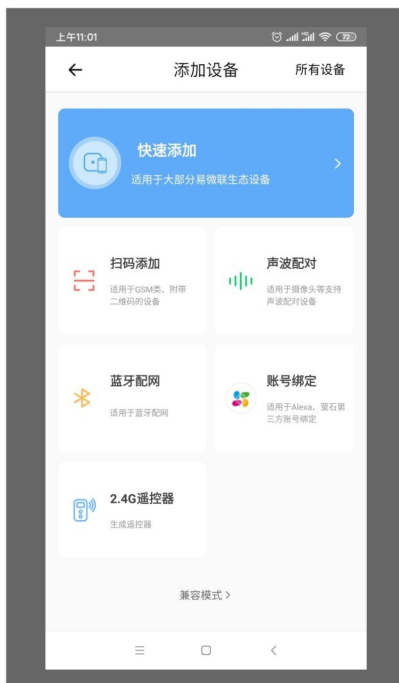 上午11:01
72
添加设备
所有设备
快速添加
适用于大部分易微联生态设备
扫码添加
适用于GSM类、附带
二维码的设备
声波配对
适用于摄像头等支持
声波配对设备
蓝牙配网
适用于蓝牙配网
账号绑定
适用于Alexa、萤石第
三方账号绑定
2.4G遥控器
生成遥控器
兼容模式 >